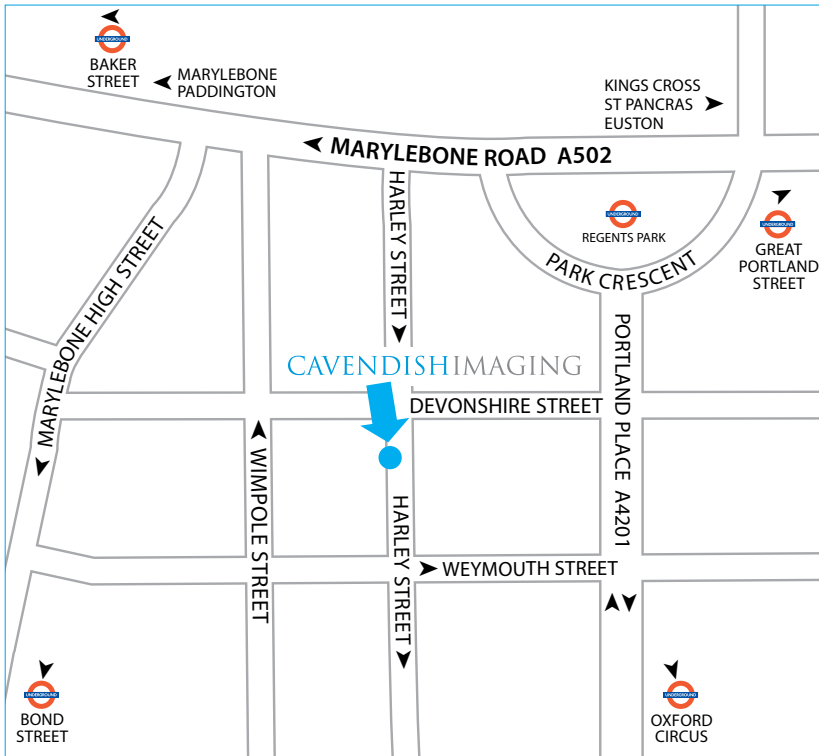 UNDERGROUND
BAKER
STREET
MARYLEBONE
PADDINGTON
KINGS CROSS
ST PANCRAS
EUSTON
MARYLEBONE ROAD A502
HARLEY STREET
UNDERGROUND
REGENTS PARK
UNDERGROUND
GREAT
PORTLAND
STREET
PARK CRESCENT
MARYLEBONE HIGH STREET
PORTLAND PLACE A4201
CAVENDISHIMAGING
DEVONSHIRE STREET
WIMPOLE STREET
HARLEY STREET
WEYMOUTH STREET
UNDERGROUND
BOND
STREET
UNDERGROUND
OXFORD
CIRCUS